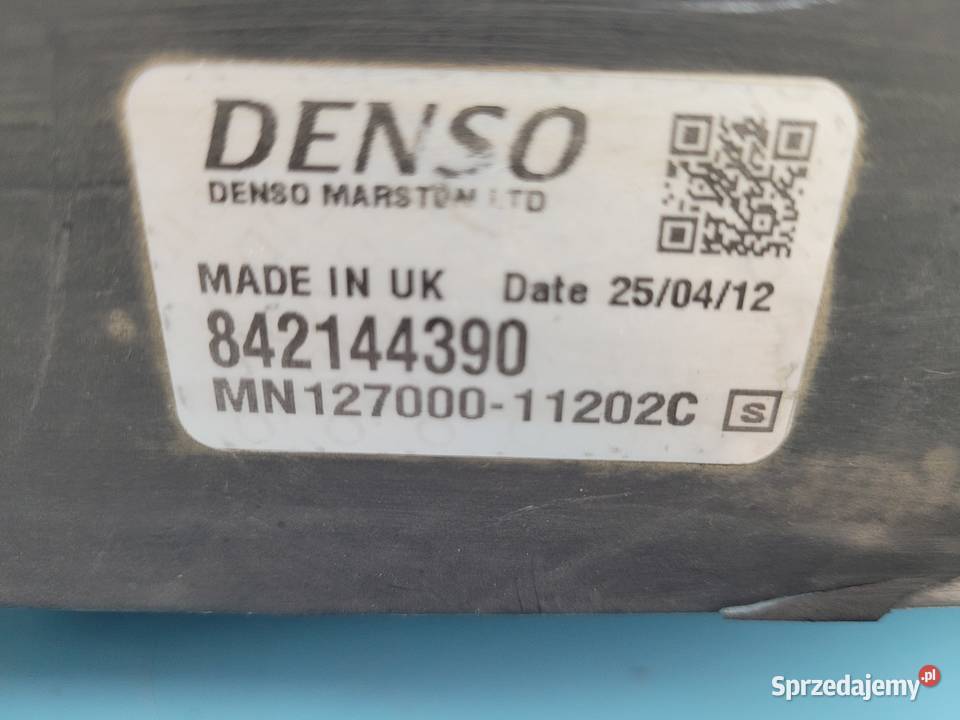 DENSO
DENSO MARSTON LTD
MADE IN UK Date 25/04/12
842144390
MN127000-11202C S
Sprzedajemy.pl